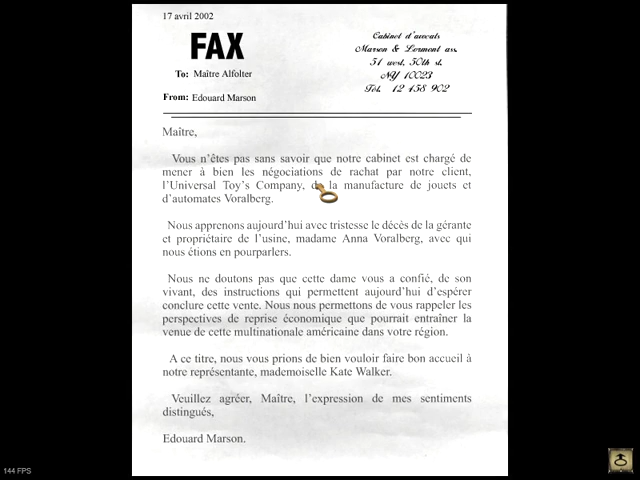 17 avril 2002
FAX
To: Maître Alfolter
From: Edouard Marson
Cabinet d'avocats
Marson & Lormont ass.
51 west, 50th st.
NY 10023
Tél. 12 458 902
Maître,
Vous n'êtes pas sans savoir que notre cabinet est chargé de
mener à bien les négociations de rachat par notre client,
l'Universal Toy's Company, de la manufacture de jouets et
d'automates Voralberg.
Nous apprenons aujourd'hui avec tristesse le décès de la gérante
et propriétaire de l'usine, madame Anna Voralberg, avec qui
nous étions en pourparlers.
Nous ne doutons pas que cette dame vous a confié, de son
vivant, des instructions qui permettent aujourd'hui d'espérer
conclure cette vente. Nous nous permettons de vous rappeler les
perspectives de reprise économique que pourrait entraîner la
venue de cette multinationale américaine dans votre région.
A ce titre, nous vous prions de bien vouloir faire bon accueil à
notre représentante, mademoiselle Kate Walker.
Veuillez agréer, Maître, l'expression de mes sentiments
distingués,
Edouard Marson.
144 FPS